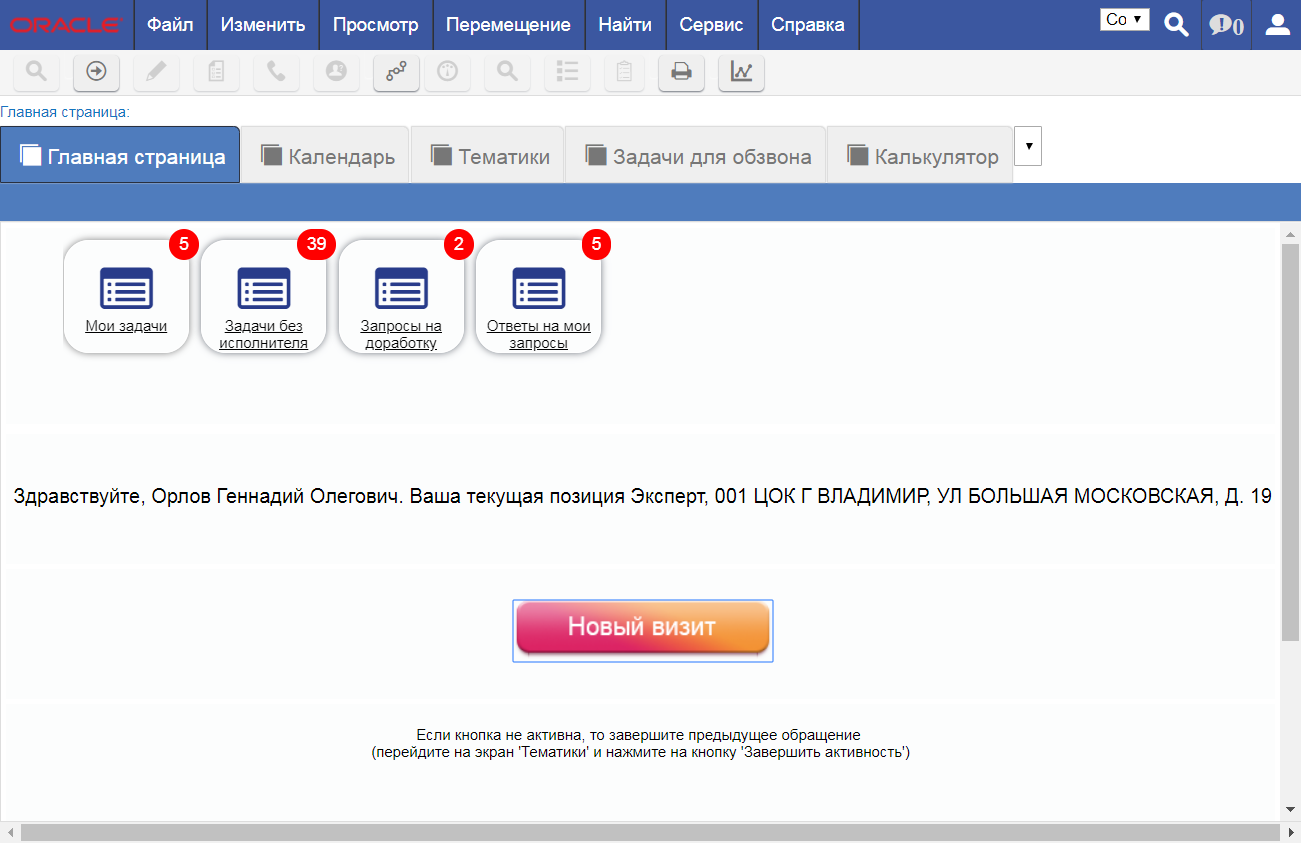 ORACLE Файл Изменить Просмотр Перемещение Найти Сервис Справка Со 0
Главная страница:
Главная страница Календарь Тематики Задачи для обзвона Калькулятор
5 39 2 5
Мои задачи
Задачи без
исполнителя
Запросы на
доработку
Ответы на мои
запросы
Здравствуйте, Орлов Геннадий Олегович. Ваша текущая позиция Эксперт, 001 ЦОК Г ВЛАДИМИР, УЛ БОЛЬШАЯ МОСКОВСКАЯ, Д. 19
Новый визит
Если кнопка не активна, то завершите предыдущее обращение
(перейдите на экран 'Тематики' и нажмите на кнопку 'Завершить активность')